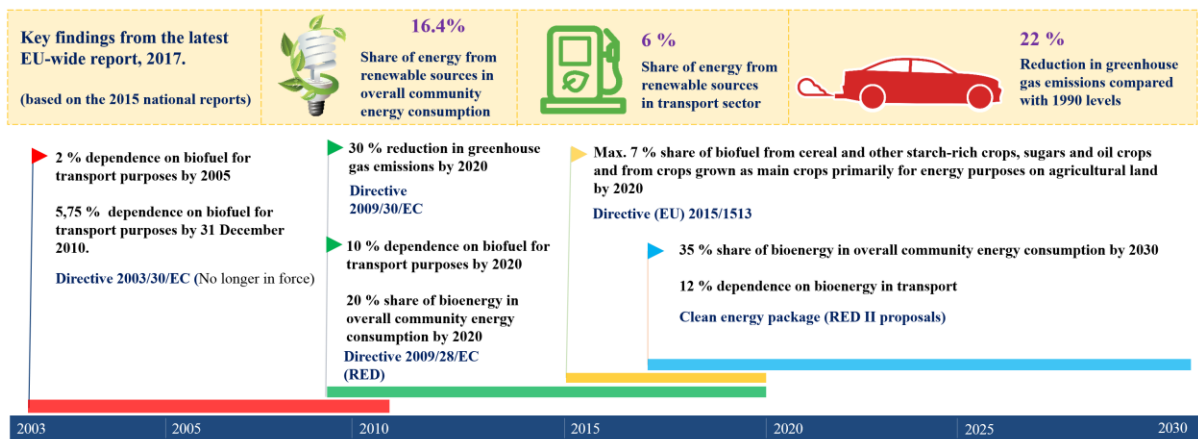 Key findings from the latest
EU-wide report, 2017.
(based on the 2015 national reports)
16.4%
Share of energy from
renewable sources in
overall community
energy consumption
6 %
Share of energy from
renewable sources
in transport sector
22 %
Reduction in greenhouse
gas emissions compared
with 1990 levels
2 % dependence on biofuel for
transport purposes by 2005
5,75 % dependence on biofuel for
transport purposes by 31 December
2010.
Directive 2003/30/EC (No longer in force)
30 % reduction in greenhouse
gas emissions by 2020
Directive
2009/30/EC
10 % dependence on biofuel for
transport purposes by 2020
20 % share of bioenergy in
overall community energy
consumption by 2020
Directive 2009/28/EC
(RED)
Max. 7 % share of biofuel from cereal and other starch-rich crops, sugars and oil crops
and from crops grown as main crops primarily for energy purposes on agricultural land
by 2020
Directive (EU) 2015/1513
35 % share of bioenergy in overall community energy consumption by 2030
12 % dependence on bioenergy in transport
Clean energy package (RED II proposals)
2003 2005 2010 2015 2020 2025 2030